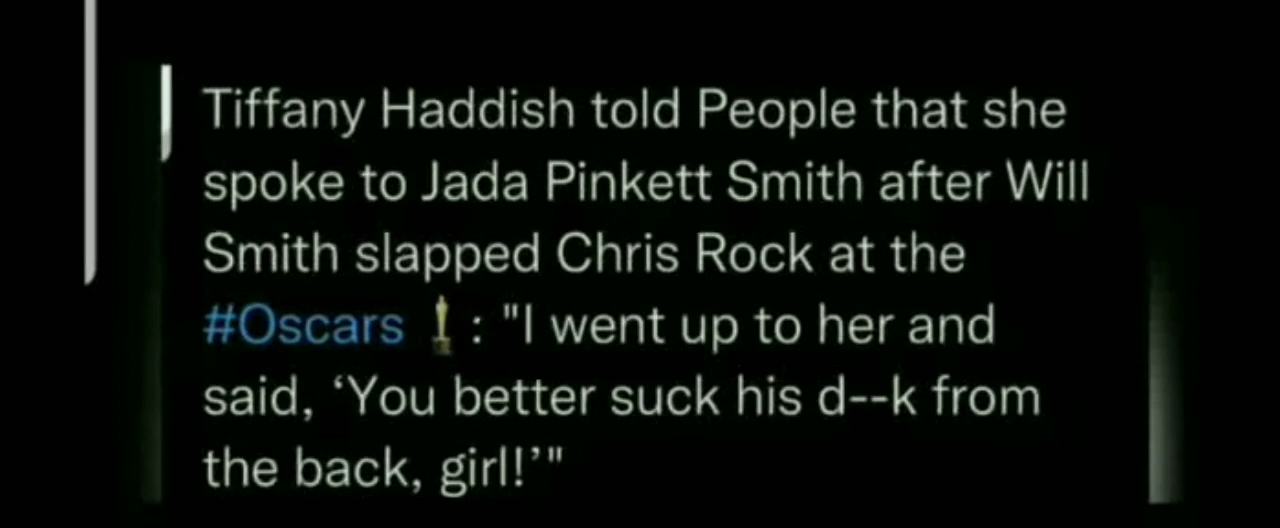 Tiffany Haddish told People that she
spoke to Jada Pinkett Smith after Will
Smith slapped Chris Rock at the
#Oscars : "I went up to her and
said, ‘You better suck his d--k from
the back, girl!’"